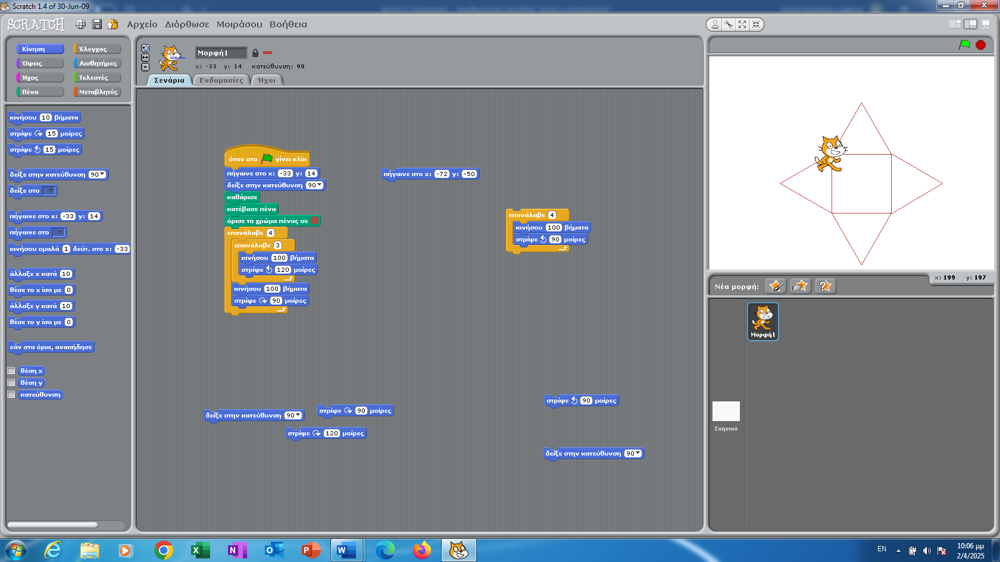 Scratch 1.4 of 30-Jun-09
SCRATCH Αρχείο Διόρθωσε Μοιράσου Βοήθεια
Κίνηση Έλεγχος
Όψεις Αισθητήρες
Ήχος Τελεστές
Πένα Μεταβλητές
κινήσου 10 βήματα
στρίψε 15 μοίρες
στρίψε 15 μοίρες
δείξε στην κατεύθυνση 90
δείξε στο
πήγαινε στο x: -33 y: 14
πήγαινε στο
κινήσου ομαλά 1 δεύτ. στο x: -33
άλλαξε x κατά 10
θέσε το x ίσο με 0
άλλαξε y κατά 10
θέσε το y ίσο με 0
εάν στα όρια, αναπήδησε
θέση x
θέση y
κατεύθυνση
Μορφή1
x: -33 y: 14 κατεύθυνση: 90
Σενάρια Ενδυμασίες Ήχοι
όταν στο γίνει κλίκ
πήγαινε στο x: -33 y: 14
δείξε στην κατεύθυνση 90
καθάρισε
κατέβασε πένα
όρισε το χρώμα πένας σε
επανάλαβε 4
επανάλαβε 3
κινήσου 100 βήματα
στρίψε 120 μοίρες
κινήσου 100 βήματα
στρίψε 90 μοίρες
πήγαινε στο x: -72 y: -50
επανάλαβε 4
κινήσου 100 βήματα
στρίψε 90 μοίρες
δείξε στην κατεύθυνση 90
στρίψε 90 μοίρες
στρίψε 120 μοίρες
στρίψε 90 μοίρες
δείξε στην κατεύθυνση 90
x: 199 y: 197
Νέα μορφή:
Μορφή1
Σκηνικό
EN
10:06 μμ
2/4/2025